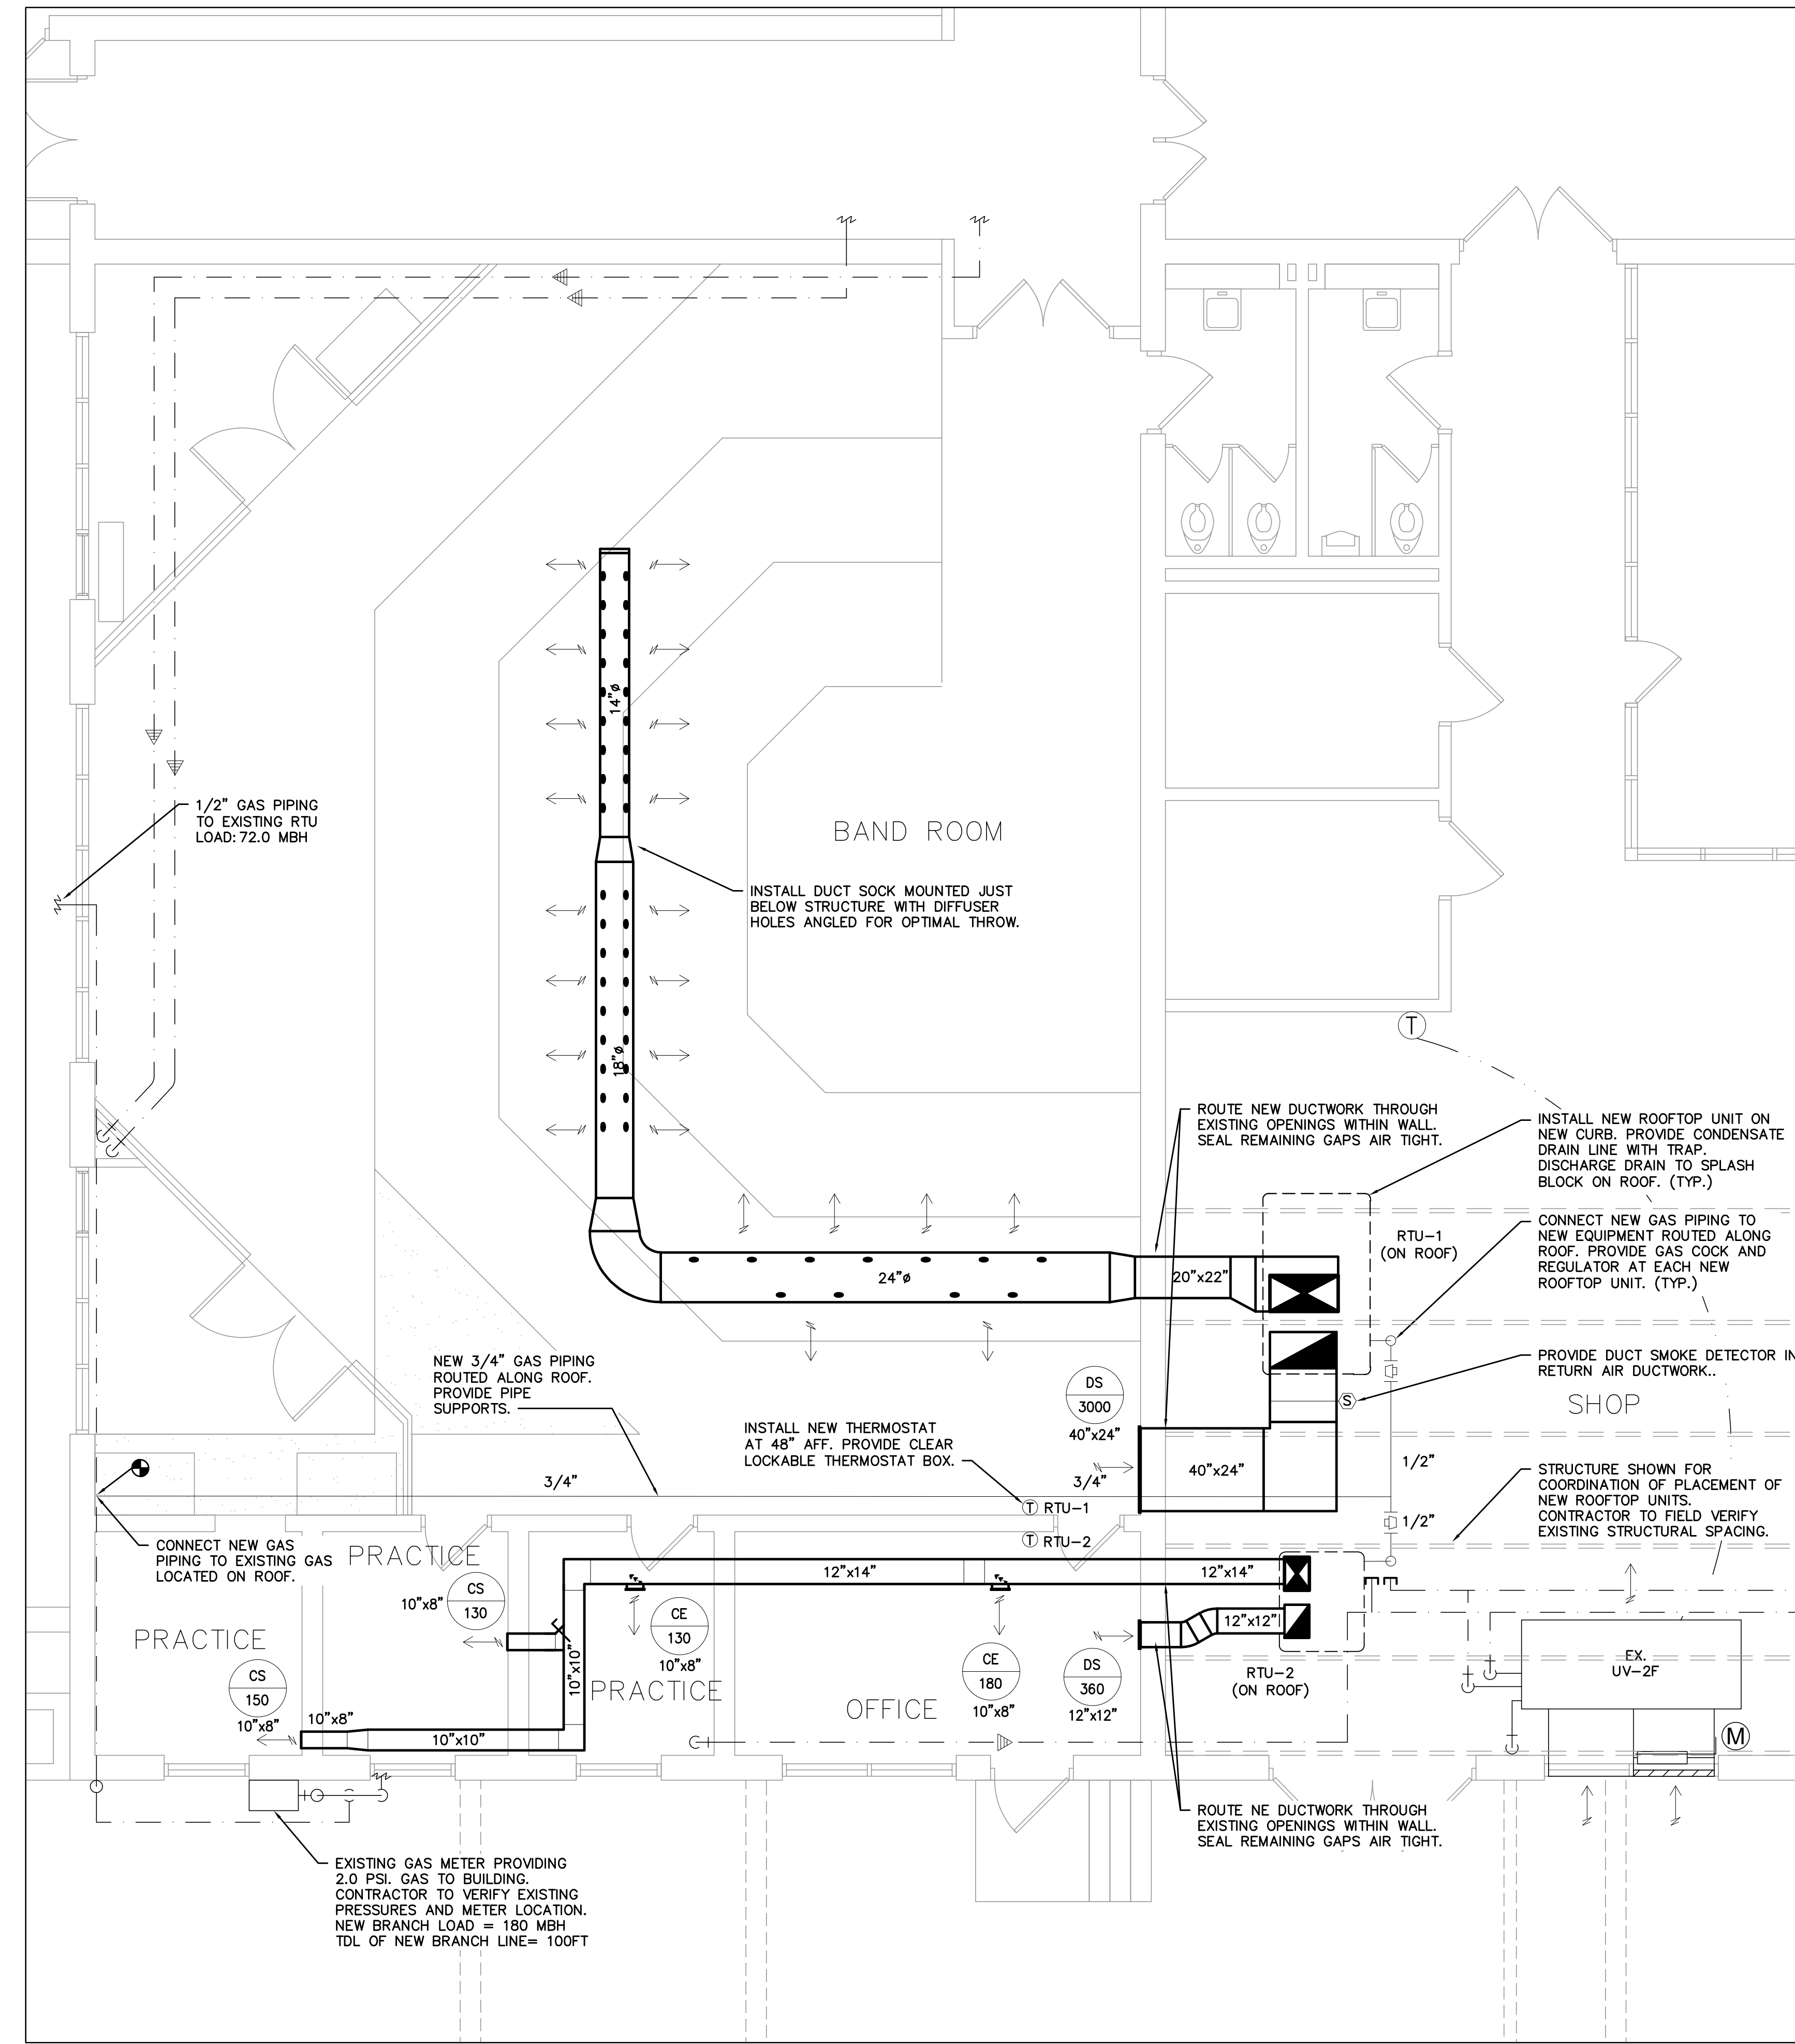 14"ø
1/2" GAS PIPING
TO EXISTING RTU
LOAD: 72.0 MBH
BAND ROOM
INSTALL DUCT SOCK MOUNTED JUST
BELOW STRUCTURE WITH DIFFUSER
HOLES ANGLED FOR OPTIMAL THROW.
18"ø
T
ROUTE NEW DUCTWORK THROUGH
EXISTING OPENINGS WITHIN WALL.
SEAL REMAINING GAPS AIR TIGHT.
INSTALL NEW ROOFTOP UNIT ON
NEW CURB. PROVIDE CONDENSATE
DRAIN LINE WITH TRAP.
DISCHARGE DRAIN TO SPLASH
BLOCK ON ROOF. (TYP.)
RTU-1
(ON ROOF)
CONNECT NEW GAS PIPING TO
NEW EQUIPMENT ROUTED ALONG
ROOF. PROVIDE GAS COCK AND
REGULATOR AT EACH NEW
ROOFTOP UNIT. (TYP.)
24"ø
20"x22"
NEW 3/4" GAS PIPING
ROUTED ALONG ROOF.
PROVIDE PIPE
SUPPORTS.
PROVIDE DUCT SMOKE DETECTOR IN
RETURN AIR DUCTWORK..
DS
3000
40"x24"
S
SHOP
INSTALL NEW THERMOSTAT
AT 48" AFF. PROVIDE CLEAR
LOCKABLE THERMOSTAT BOX.
3/4"
3/4"
40"x24"
1/2"
STRUCTURE SHOWN FOR
COORDINATION OF PLACEMENT OF
NEW ROOFTOP UNITS.
CONTRACTOR TO FIELD VERIFY
EXISTING STRUCTURAL SPACING.
T RTU-1
1/2"
T RTU-2
CONNECT NEW GAS
PIPING TO EXISTING GAS
LOCATED ON ROOF.
PRACTICE
12"x14"
12"x14"
10"x8"
CS
130
CE
130
10"x8"
12"x12"
PRACTICE
10"x10"
CS
150
10"x8"
PRACTICE
OFFICE
CE
180
10"x8"
DS
360
12"x12"
RTU-2
(ON ROOF)
EX.
UV-2F
10"x8"
10"x10"
M
ROUTE NE DUCTWORK THROUGH
EXISTING OPENINGS WITHIN WALL.
SEAL REMAINING GAPS AIR TIGHT.
EXISTING GAS METER PROVIDING
2.0 PSI. GAS TO BUILDING.
CONTRACTOR TO VERIFY EXISTING
PRESSURES AND METER LOCATION.
NEW BRANCH LOAD = 180 MBH
TDL OF NEW BRANCH LINE= 100FT